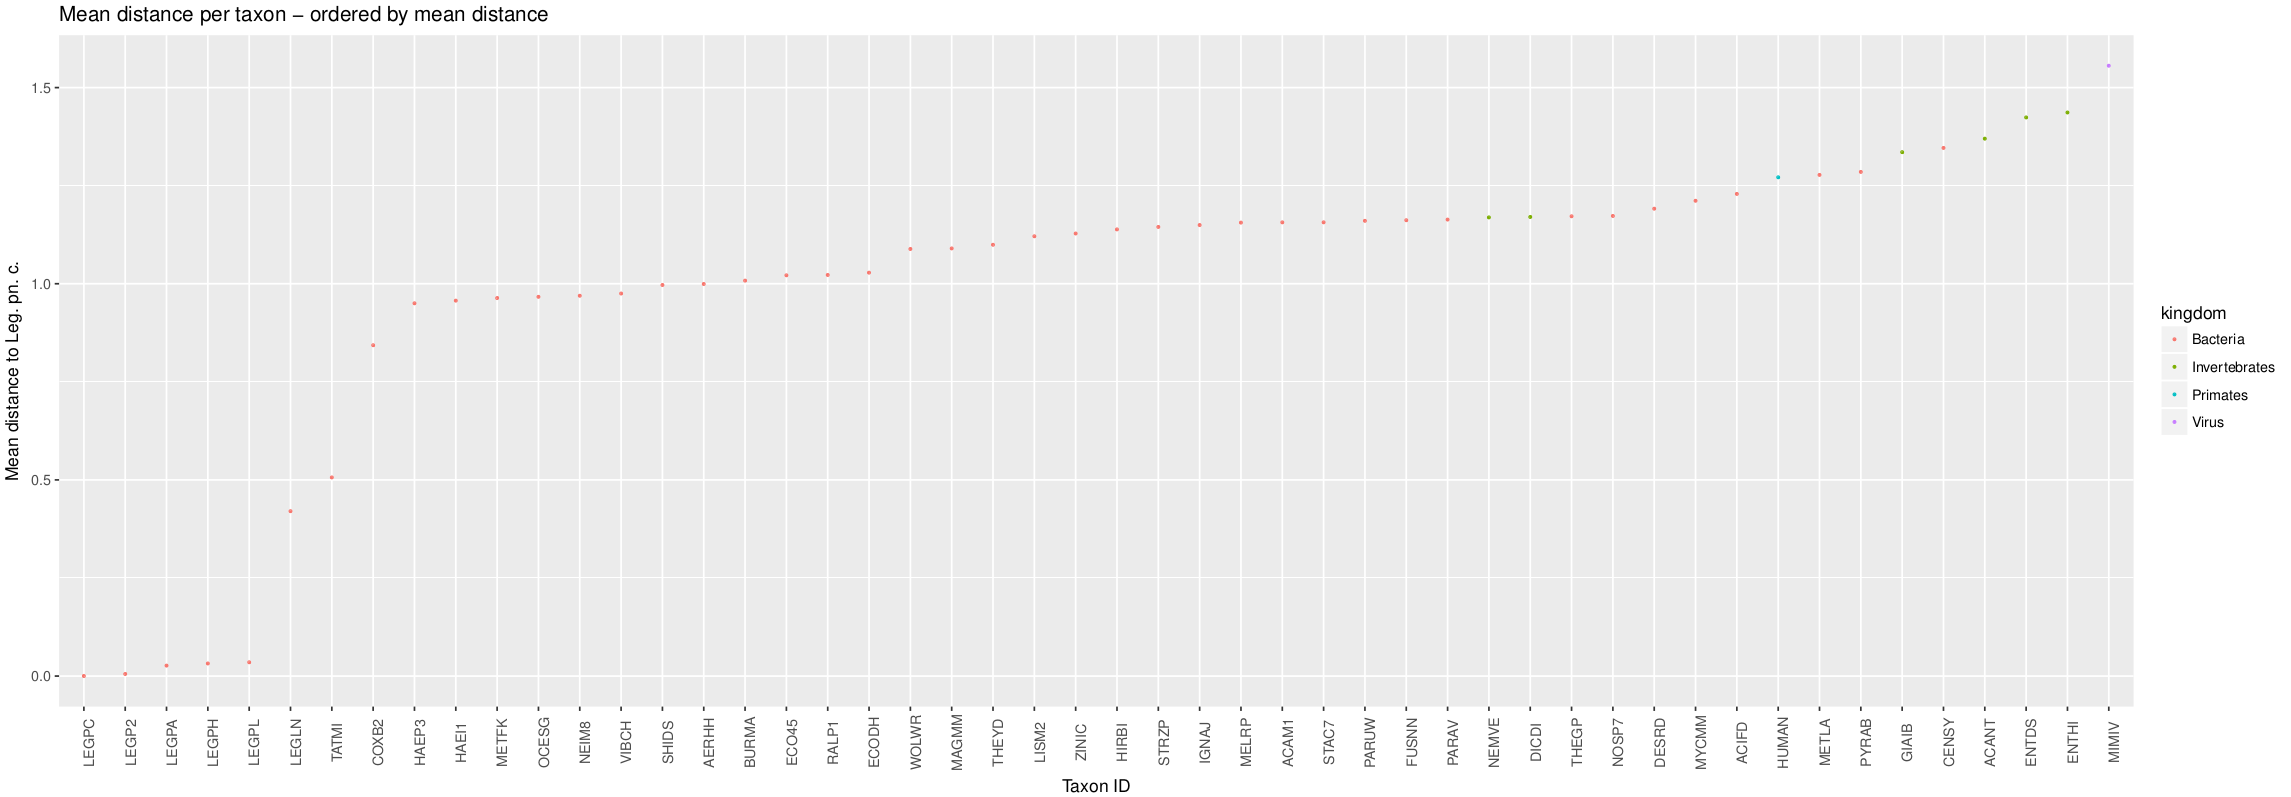 Mean distance per taxon – ordered by mean distance
Mean distance to Leg. pn. c.
1.5
1.0
0.5
0.0
LEGPC
LEGP2
LEGPA
LEGPH
LEGPL
LEGLN
TATMI
COXB2
HAEP3
HAEI1
METFK
OCESG
NEIM8
VIBCH
SHIDS
AERHH
BURMA
ECO45
RALP1
ECODH
WOLWR
MAGMM
THEYD
LISM2
ZINIC
HIRBI
STRZP
IGNAJ
MELRP
ACAM1
STAC7
PARUW
FUSNN
PARAV
NEMVE
DICDI
THEGP
NOSP7
DESRD
MYCMM
ACIFD
HUMAN
METLA
PYRAB
GIAIB
CENSY
ACANT
ENTDS
ENTHI
MIMIV
Taxon ID
kingdom
Bacteria
Invertebrates
Primates
Virus